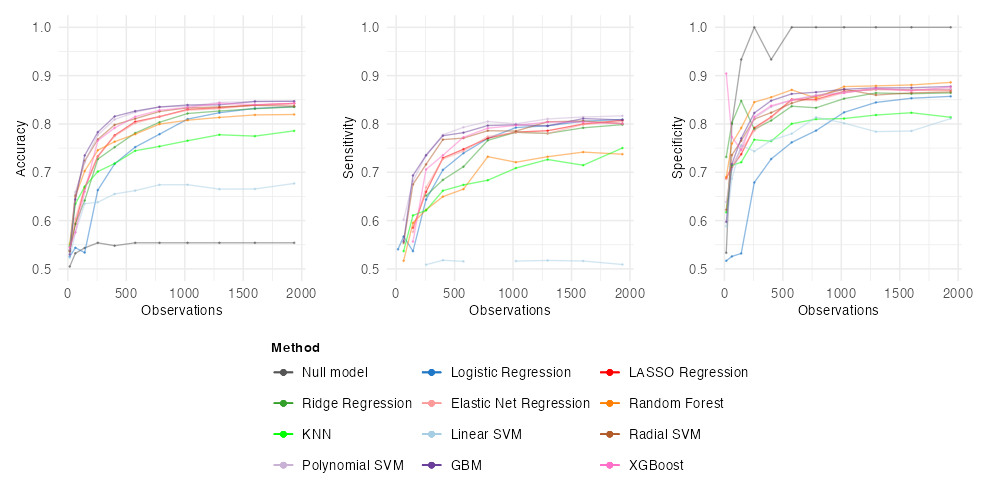 1.0 1.0 1.0
0.9 0.9 0.9
0.8 0.8 0.8
0.7 0.7 0.7
0.6 0.6 0.6
0.5 0.5 0.5
Accuracy Sensitivity Specificity
0 500 1000 1500 2000 0 500 1000 1500 2000 0 500 1000 1500 2000
Observations Observations Observations
Method
Null model Logistic Regression LASSO Regression
Ridge Regression Elastic Net Regression Random Forest
KNN Linear SVM Radial SVM
Polynomial SVM GBM XGBoost